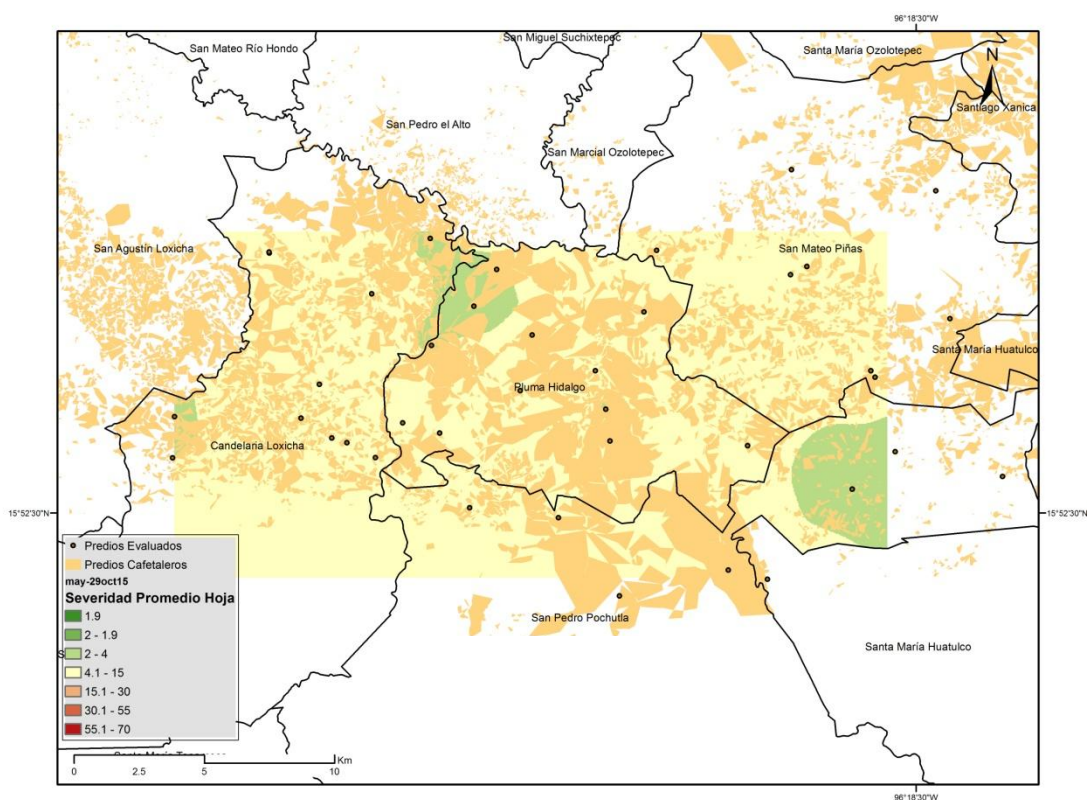 96°18'30"W
San Miguel Suchixtepec
San Mateo Río Hondo
Santa María Ozolotepec
N
Santiago Xanica
San Pedro el Alto
San Marcial Ozolotepec
San Agustín Loxicha
San Mateo Piñas
Santa María Huatulco
Pluma Hidalgo
Candelaria Loxicha
15°52'30"N
15°52'30"N
Predios Evaluados
Predios Cafetaleros
may-29oct15
Severidad Promedio Hoja
1.9
2 - 1.9
2 - 4
4.1 - 15
15.1 - 30
30.1 - 55
55.1 - 70
San Pedro Pochutla
Santa María Huatulco
Km
0 2.5 5 10
96°18'30"W